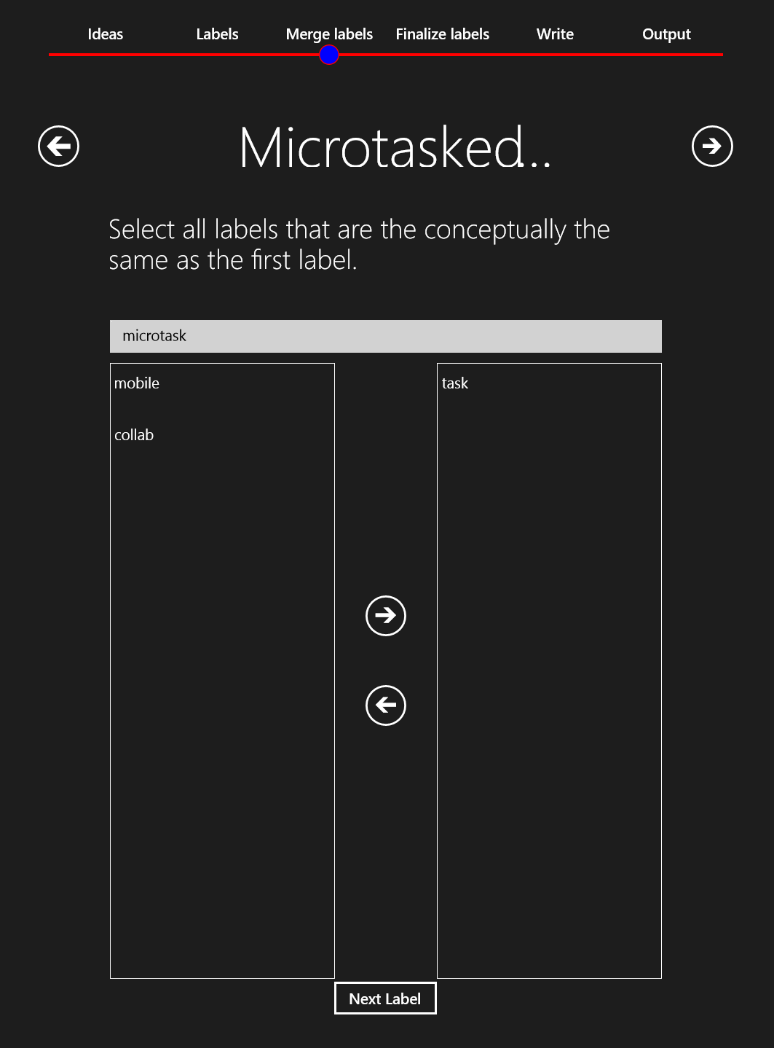 Ideas Labels Merge labels Finalize labels Write Output
Microtasked...
Select all labels that are the conceptually the
same as the first label.
microtask
mobile task
collab
Next Label